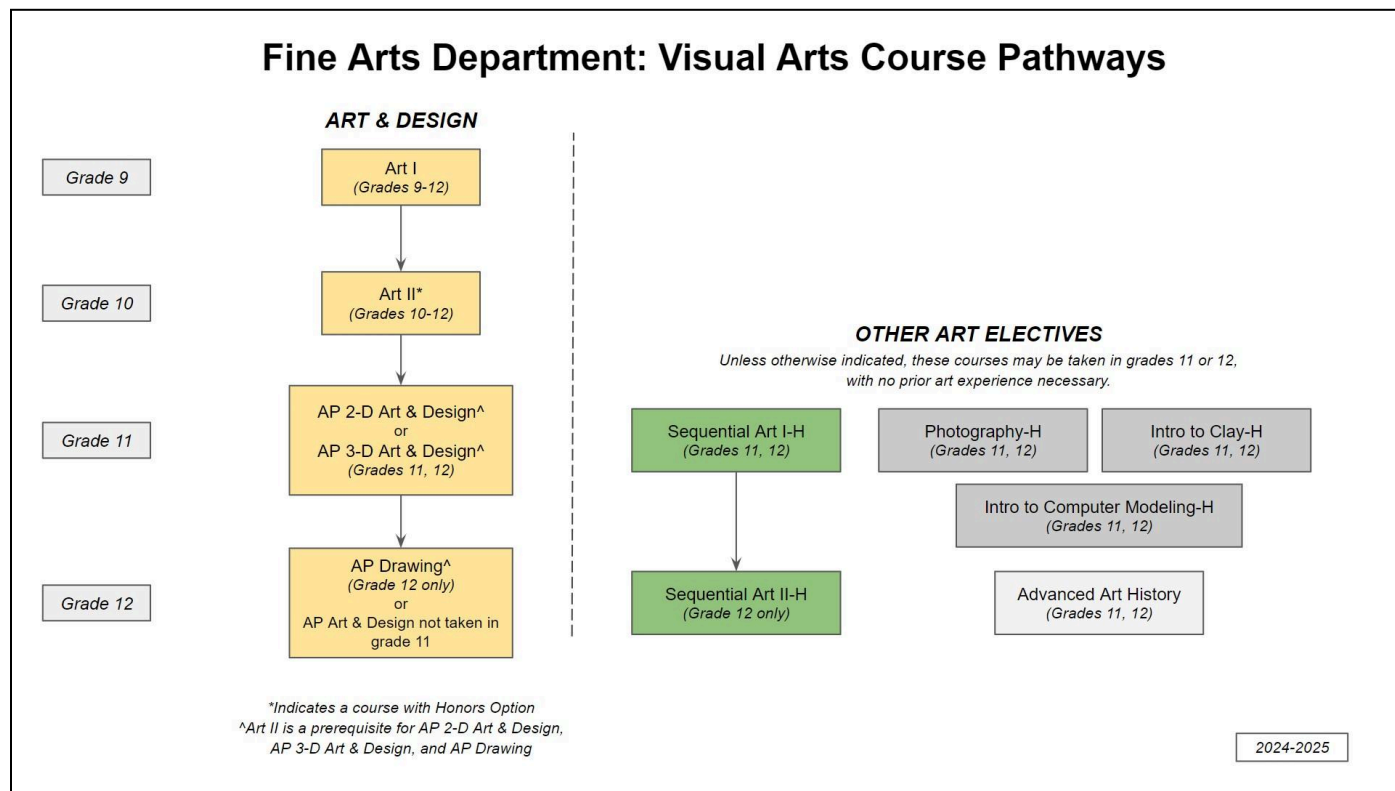 Fine Arts Department: Visual Arts Course Pathways
ART & DESIGN
Grade 9
Art I
(Grades 9-12)
Grade 10
Art II*
(Grades 10-12)
Grade 11
AP 2-D Art & Design^
or
AP 3-D Art & Design^
(Grades 11, 12)
Grade 12
AP Drawing^
(Grade 12 only)
or
AP Art & Design not taken in
grade 11
*Indicates a course with Honors Option
^Art II is a prerequisite for AP 2-D Art & Design,
AP 3-D Art & Design, and AP Drawing
OTHER ART ELECTIVES
Unless otherwise indicated, these courses may be taken in grades 11 or 12,
with no prior art experience necessary.
Sequential Art I-H
(Grades 11, 12)
Photography-H
(Grades 11, 12)
Intro to Clay-H
(Grades 11, 12)
Intro to Computer Modeling-H
(Grades 11, 12)
Sequential Art II-H
(Grade 12 only)
Advanced Art History
(Grades 11, 12)
2024-2025